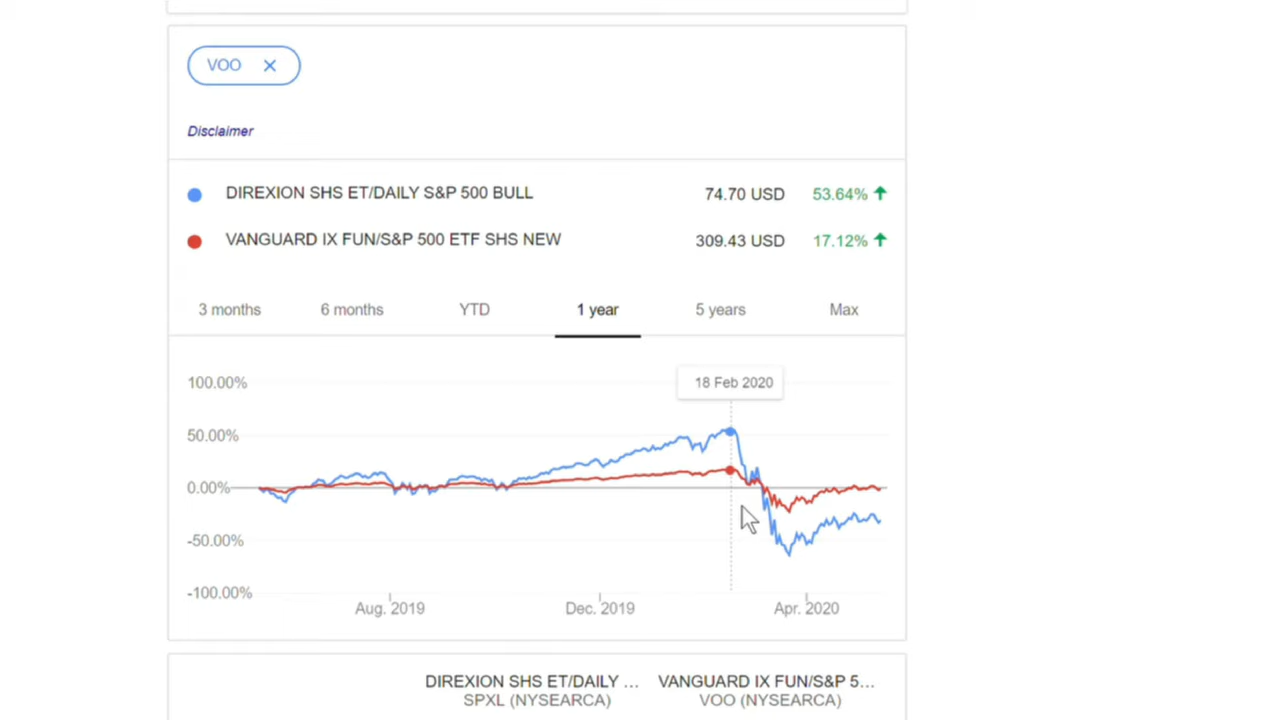 VOO ×
Disclaimer
DIREXION SHS ET/DAILY S&P 500 BULL 74.70 USD 53.64% ↑
VANGUARD IX FUN/S&P 500 ETF SHS NEW 309.43 USD 17.12% ↑
3 months 6 months YTD 1 year 5 years Max
18 Feb 2020
100.00%
50.00%
0.00%
-50.00%
-100.00%
Aug. 2019 Dec. 2019 Apr. 2020
DIREXION SHS ET/DAILY ... VANGUARD IX FUN/S&P 5...
SPXL (NYSEARCA) VOO (NYSEARCA)